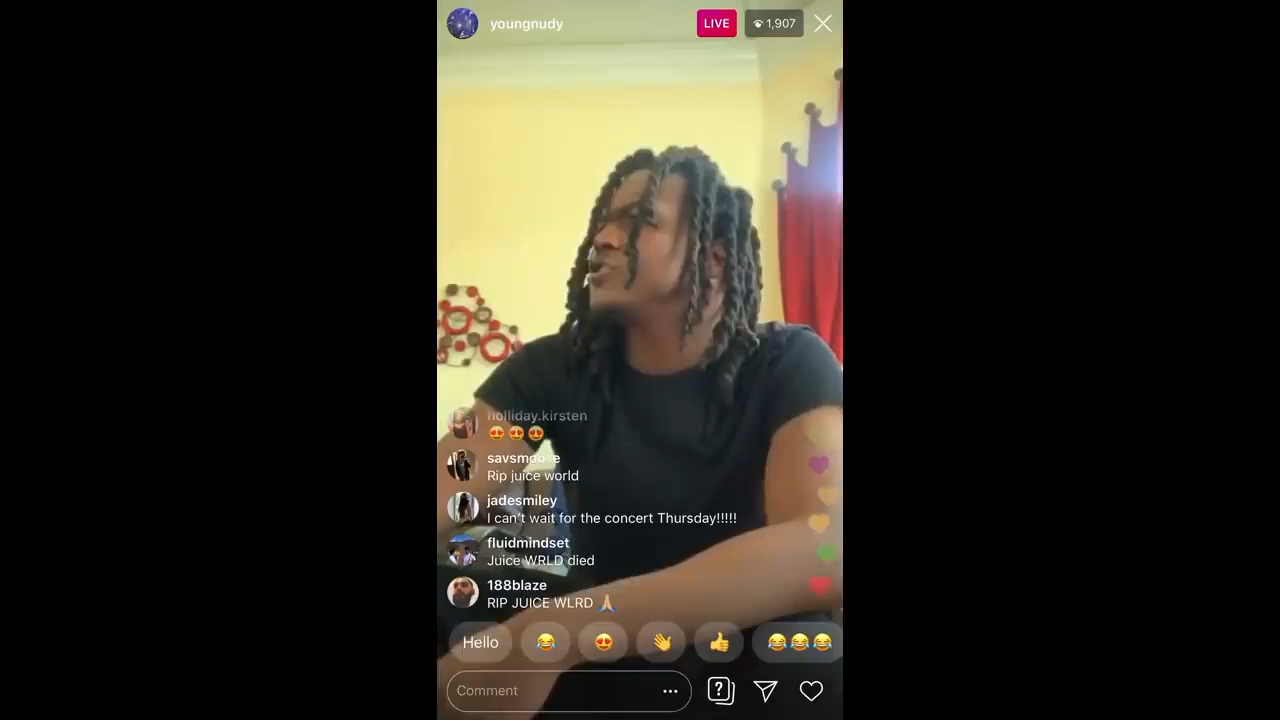 youngnudy
LIVE
1,907
holliday.kirsten
😍😍😍
Rip juice world
jadesmiley
I can't wait for the concert Thursday!!!!!
fluidmindset
Juice WRLD died
188blaze
RIP JUICE WLRD 🙏🏼
Hello
😂 😍 👋 👍 😂😂😂
Comment